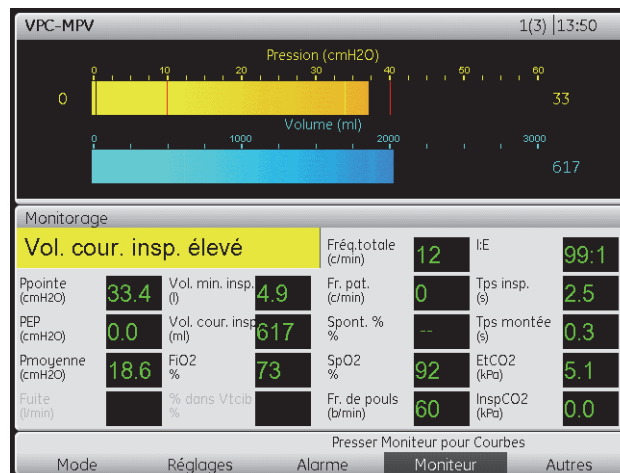 VPC-MPV 1(3) 13:50
Pression (cmH2O)
0 10 20 30 40 50 60
0 33
Volume (ml)
0 1000 2000 3000
617
Monitorage
Vol. cour. insp. élevé
Fréq.totale (c/min) 12 I:E 99:1
Ppointe (cmH2O) 33.4 Vol. min. insp. (l) 4.9 Fr. pat. (c/min) 0 Tps insp. (s) 2.5
PEP (cmH2O) 0.0 Vol. cour. insp (ml) 617 Spont. % % -- Tps montée (s) 0.3
Pmoyenne (cmH2O) 18.6 FiO2 % 73 SpO2 % 92 EtCO2 (kPa) 5.1
Fuite (l/min) % dans Vtcib % Fr. de pouls (b/min) 60 InspCO2 (kPa) 0.0
Presser Moniteur pour Courbes
Mode Réglages Alarme Moniteur Autres